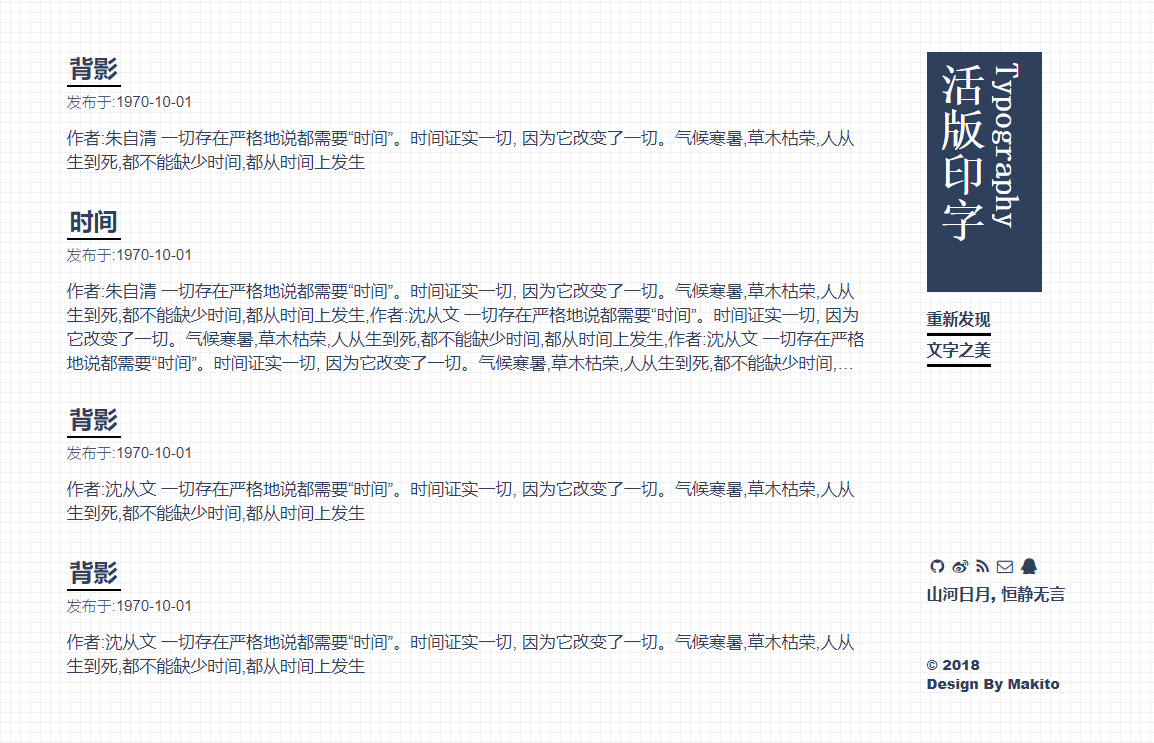 背影
发布于:1970-10-01
作者:朱自清 一切存在严格地说都需要“时间”。时间证实一切, 因为它改变了一切。气候寒暑,草木枯荣,人从
生到死,都不能缺少时间,都从时间上发生
时间
发布于:1970-10-01
作者:朱自清 一切存在严格地说都需要“时间”。时间证实一切, 因为它改变了一切。气候寒暑,草木枯荣,人从
生到死,都不能缺少时间,都从时间上发生,作者:沈从文 一切存在严格地说都需要“时间”。时间证实一切, 因为
它改变了一切。气候寒暑,草木枯荣,人从生到死,都不能缺少时间,都从时间上发生,作者:沈从文 一切存在严格
地说都需要“时间”。时间证实一切, 因为它改变了一切。气候寒暑,草木枯荣,人从生到死,都不能缺少时间,...
背影
发布于:1970-10-01
作者:沈从文 一切存在严格地说都需要“时间”。时间证实一切, 因为它改变了一切。气候寒暑,草木枯荣,人从
生到死,都不能缺少时间,都从时间上发生
背影
发布于:1970-10-01
作者:沈从文 一切存在严格地说都需要“时间”。时间证实一切, 因为它改变了一切。气候寒暑,草木枯荣,人从
生到死,都不能缺少时间,都从时间上发生
Typography
活版印字
重新发现
文字之美
山河日月, 恒静无言
© 2018
Design By Makito